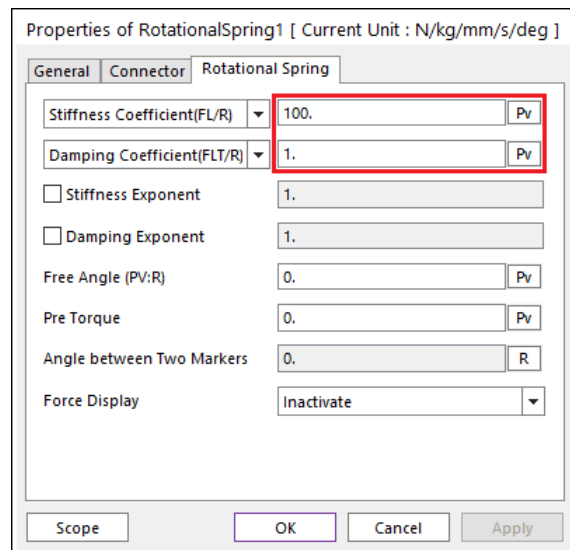 Properties of RotationalSpring1 [ Current Unit : N/kg/mm/s/deg ]
General Connector Rotational Spring
Stiffness Coefficient(FL/R) 100. Pv
Damping Coefficient(FLT/R) 1. Pv
Stiffness Exponent 1.
Damping Exponent 1.
Free Angle (PV:R) 0. Pv
Pre Torque 0. Pv
Angle between Two Markers 0. R
Force Display Inactivate
Scope OK Cancel Apply